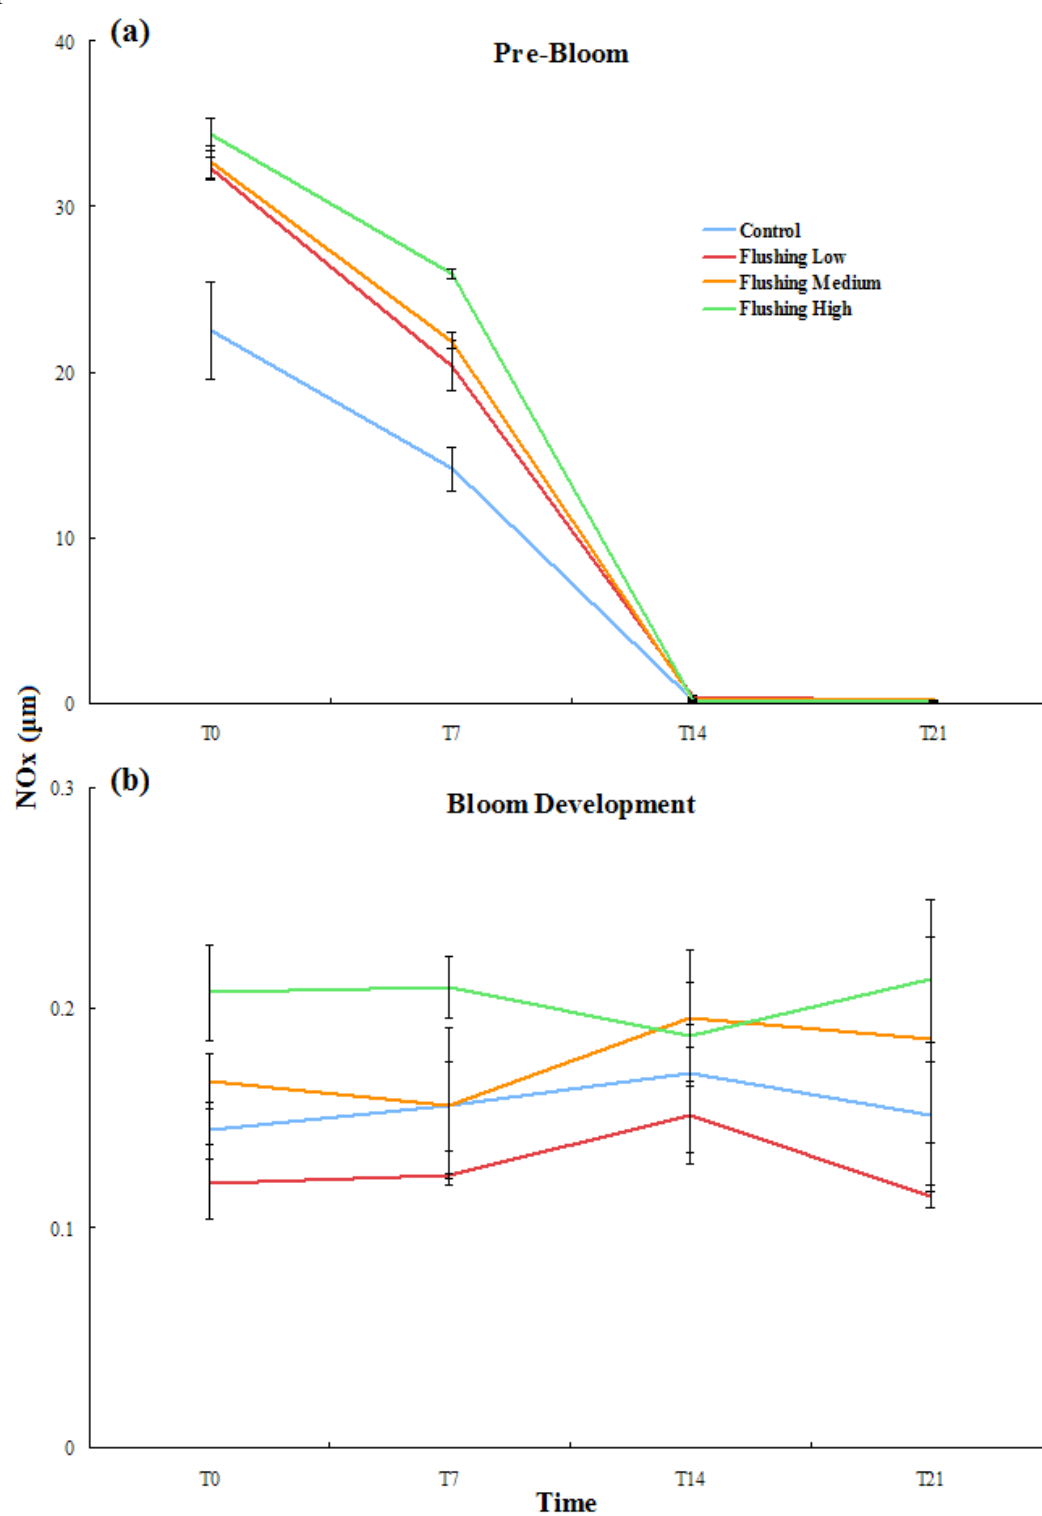 (a)
Pre-Bloom
40
30
20
10
0
Control
Flushing Low
Flushing Medium
Flushing High
T0 T7 T14 T21
NOx (µm)
(b)
Bloom Development
0.3
0.2
0.1
0
T0 T7 T14 T21
Time